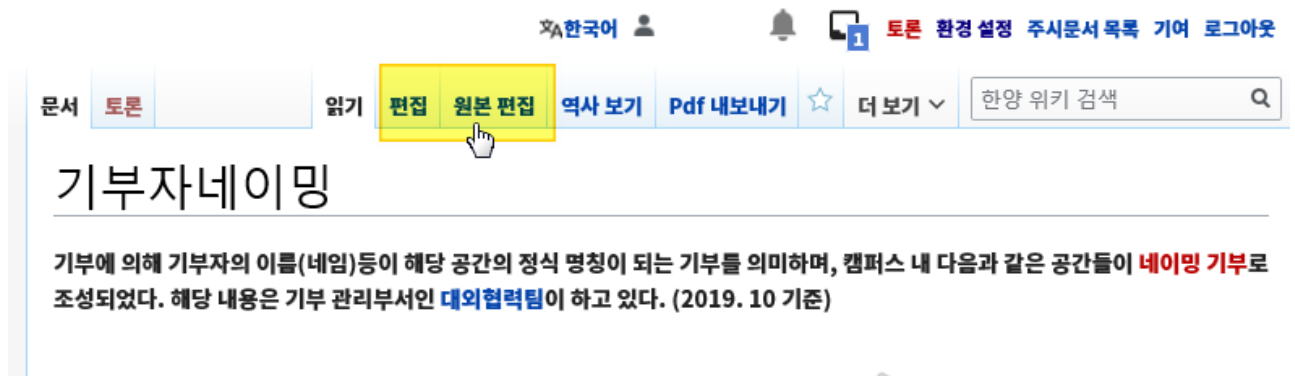 한국어 1 토론 환경 설정 주시문서 목록 기여 로그아웃
문서 토론 읽기 편집 원본 편집 역사 보기 Pdf 내보내기 더 보기 한양 위키 검색
기부자네이밍
기부에 의해 기부자의 이름(네임)등이 해당 공간의 정식 명칭이 되는 기부를 의미하며, 캠퍼스 내 다음과 같은 공간들이 네이밍 기부로
조성되었다. 해당 내용은 기부 관리부서인 대외협력팀이 하고 있다. (2019. 10 기준)